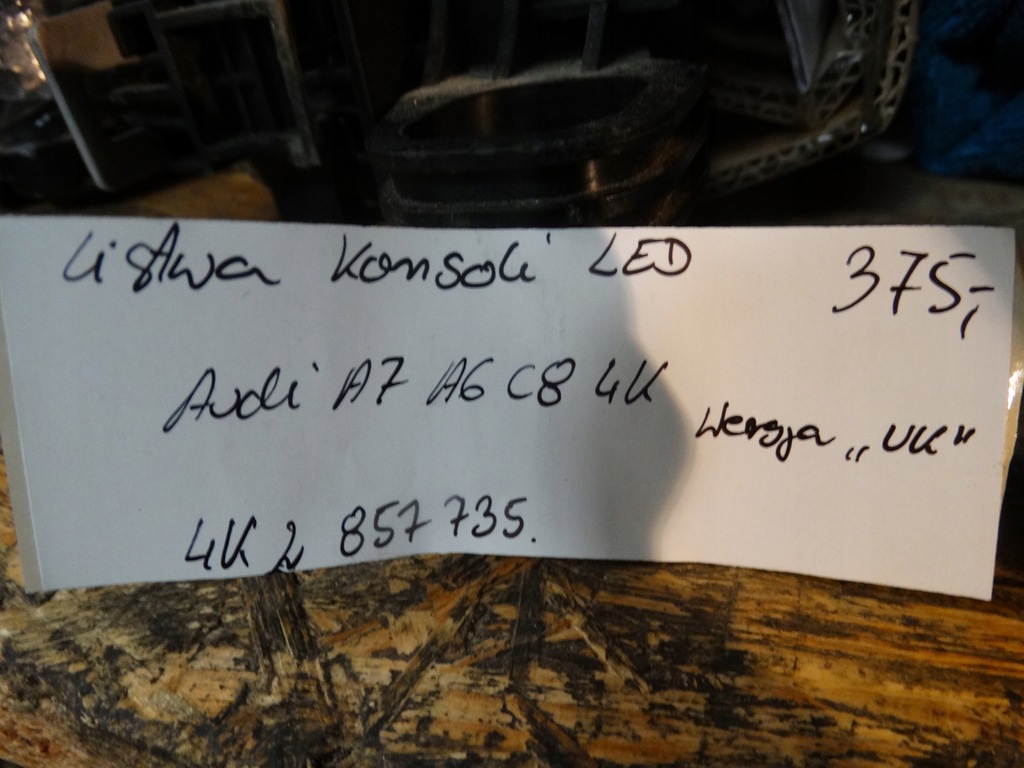 Listwa konsoli LED 375,-
Audi A7 A6 C8 4K
Wersja „UK"
4K2 857 735.